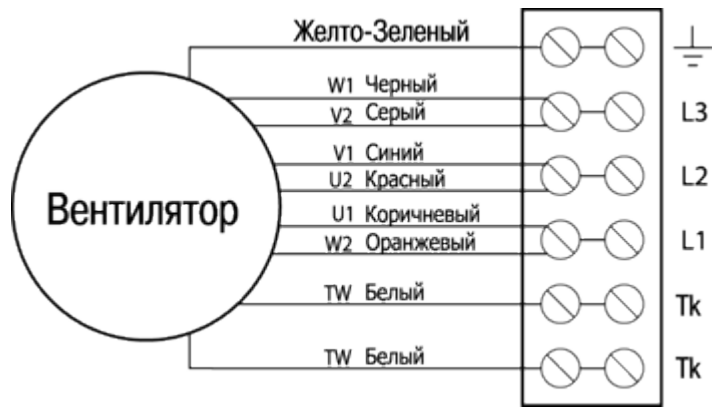 Желто-Зеленый
W1 Черный
L3
V2 Серый
V1 Синий
L2
U2 Красный
Вентилятор
U1 Коричневый
L1
W2 Оранжевый
TW Белый
Tk
TW Белый
Tk